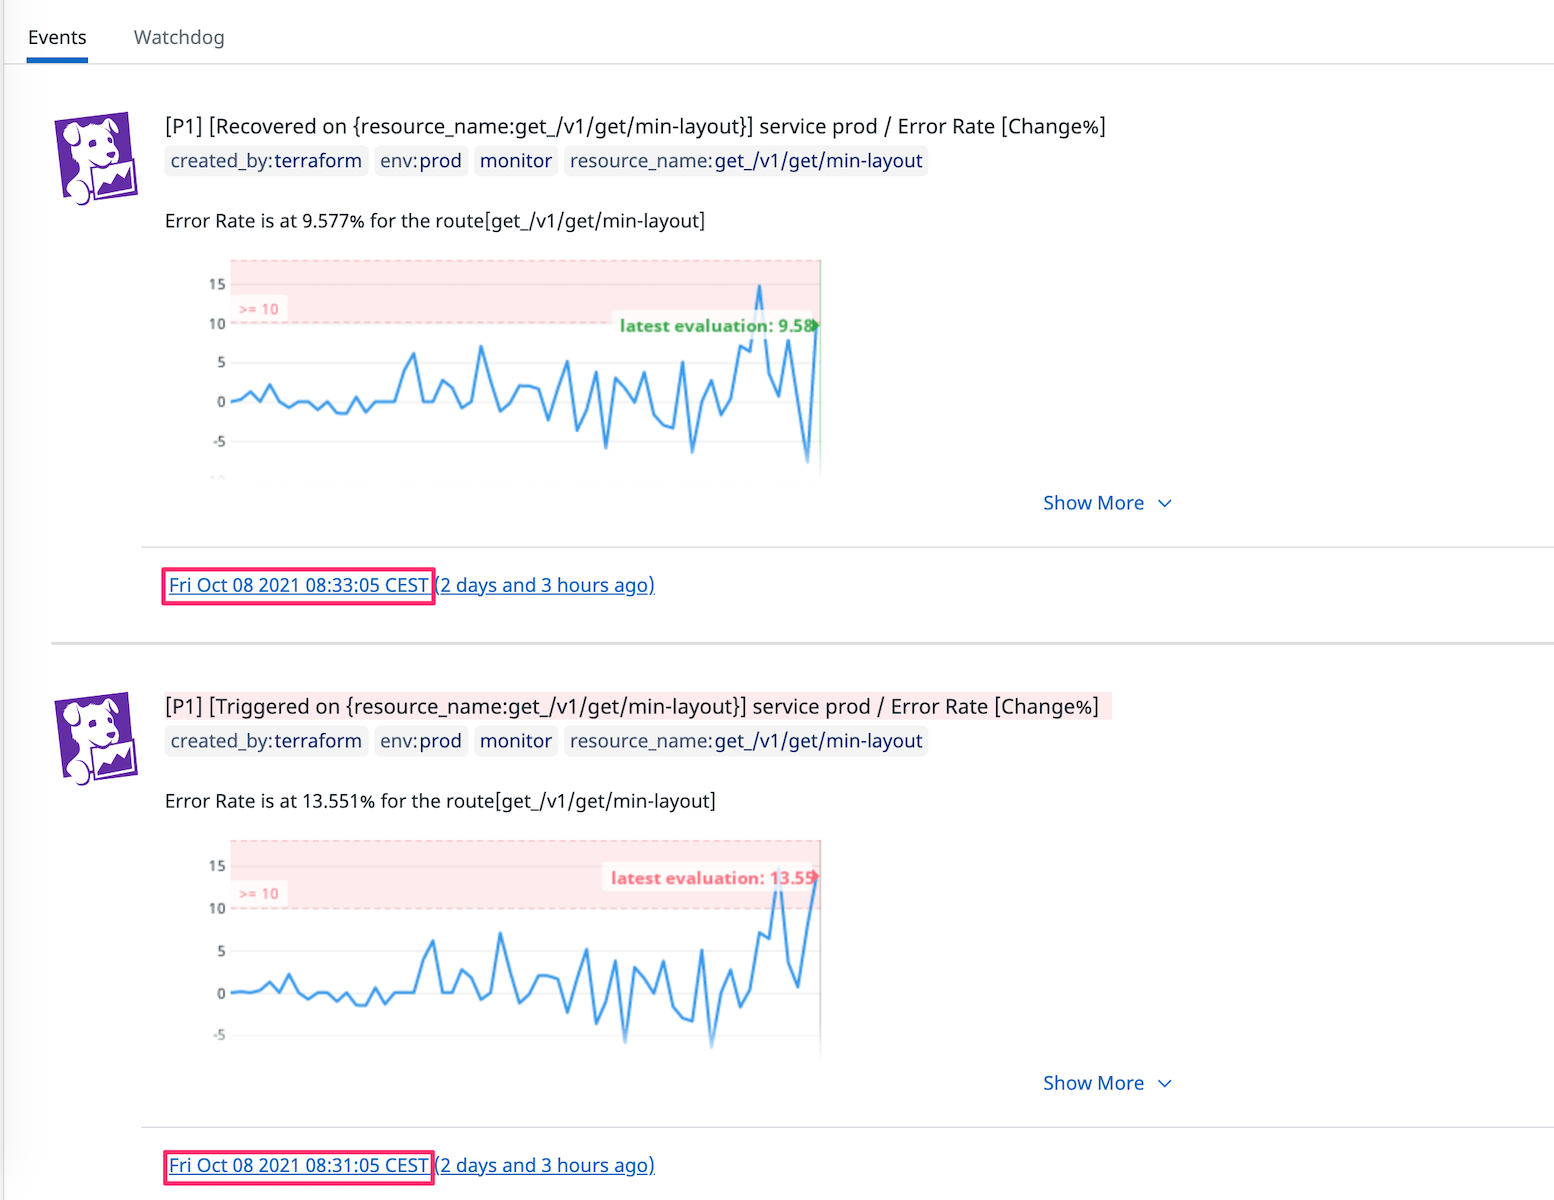 Events Watchdog
[P1] [Recovered on {resource_name:get_/v1/get/min-layout}] service prod / Error Rate [Change%]
created_by:terraform env:prod monitor resource_name:get_/v1/get/min-layout
Error Rate is at 9.577% for the route[get_/v1/get/min-layout]
15
>= 10
10
latest evaluation: 9.58
5
0
-5
Show More
Fri Oct 08 2021 08:33:05 CEST (2 days and 3 hours ago)
[P1] [Triggered on {resource_name:get_/v1/get/min-layout}] service prod / Error Rate [Change%]
created_by:terraform env:prod monitor resource_name:get_/v1/get/min-layout
Error Rate is at 13.551% for the route[get_/v1/get/min-layout]
15
latest evaluation: 13.55
>= 10
10
5
0
-5
Show More
Fri Oct 08 2021 08:31:05 CEST (2 days and 3 hours ago)